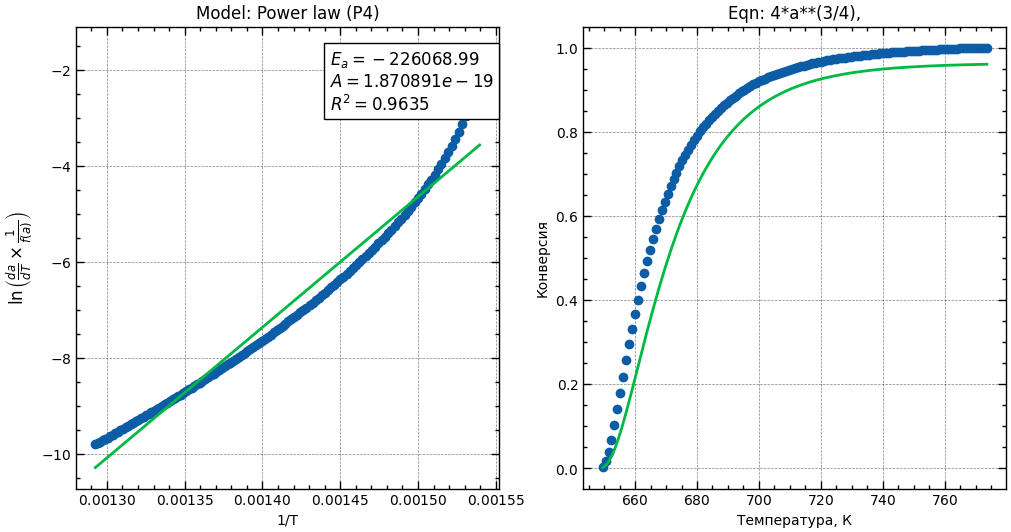 Model: Power law (P4)
−2
−4
−6
−8
−10
E_a = −226068.99
A = 1.870891e − 19
R² = 0.9635
ln (da/dT × 1/f(a))
0.00130 0.00135 0.00140 0.00145 0.00150 0.00155
1/T
Eqn: 4*a**(3/4),
1.0
0.8
0.6
0.4
0.2
0.0
Конверсия
660 680 700 720 740 760
Температура, К